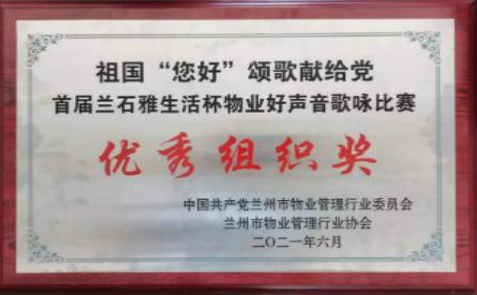 祖国“您好”颂歌献给党
首届兰石雅生活杯物业好声音歌咏比赛
优秀组织奖
中国共产党兰州市物业管理行业委员会
兰州市物业管理行业协会
二〇二一年六月